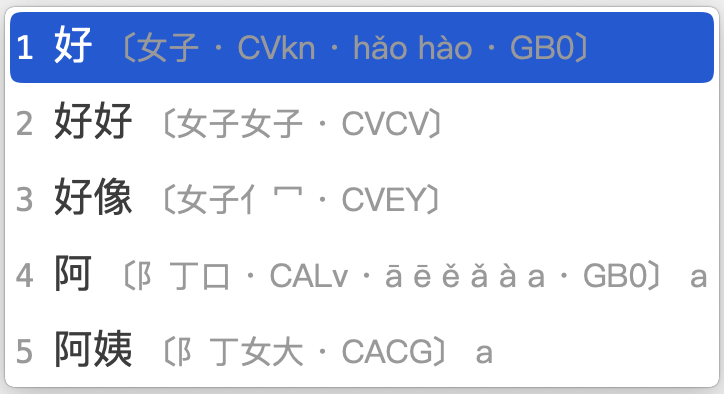 1 好 〔女子 · CVkn · hǎo hào · GB0〕
2 好好 〔女子女子 · CVCV〕
3 好像 〔女子亻⺈ · CVEY〕
4 阿 〔阝丁口 · CALv · ā ē ě ǎ à a · GB0〕 a
5 阿姨 〔阝丁女大 · CACG〕 a